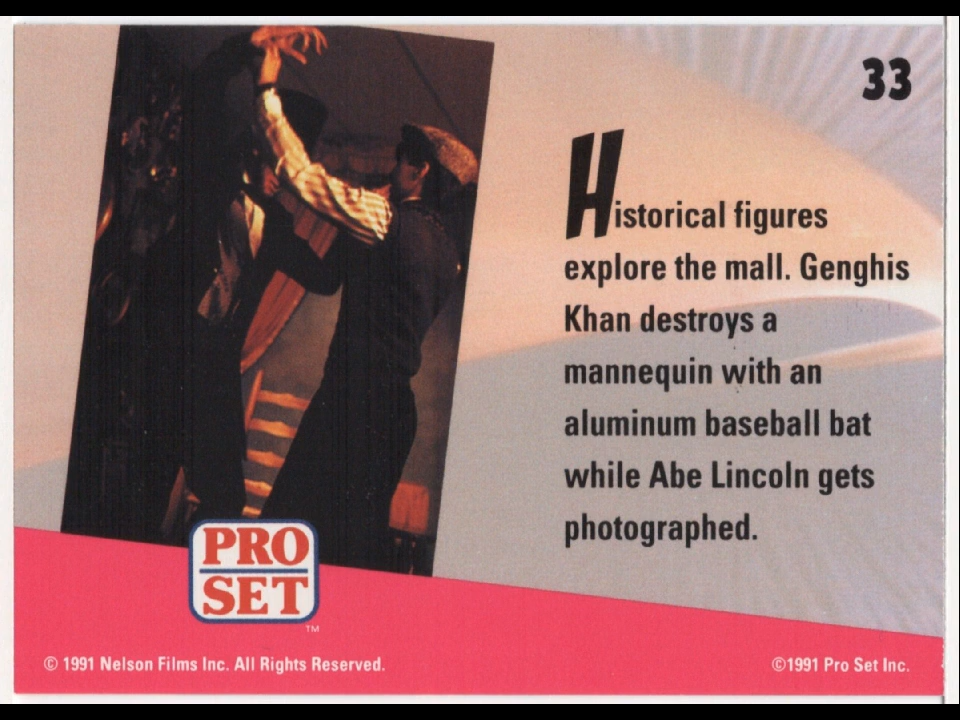 33
Historical figures
explore the mall. Genghis
Khan destroys a
mannequin with an
aluminum baseball bat
while Abe Lincoln gets
photographed.
PRO
SET
TM
© 1991 Nelson Films Inc. All Rights Reserved.
©1991 Pro Set Inc.